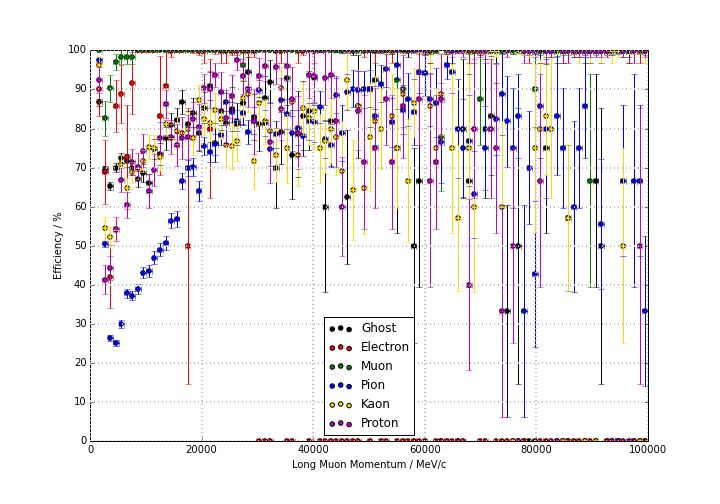 100
90
80
70
60
50
40
30
20
10
0
Efficiency / %
Ghost
Electron
Muon
Pion
Kaon
Proton
0 20000 40000 60000 80000 100000
Long Muon Momentum / MeV/c